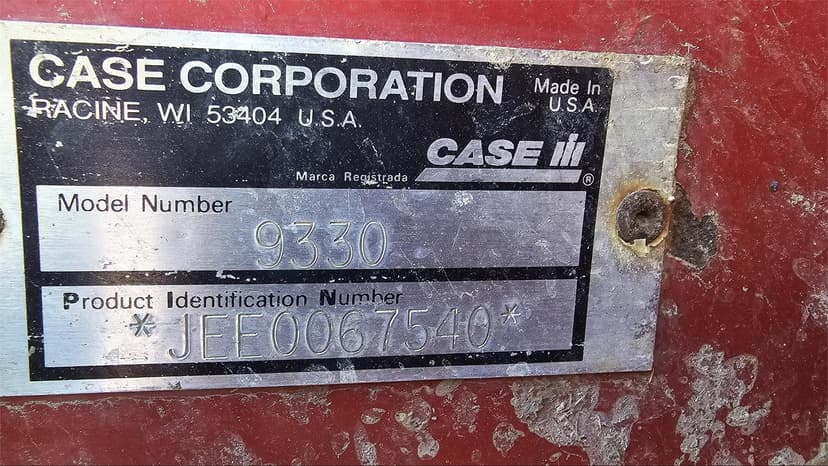 CASE CORPORATION
Made In
U.S.A.
RACINE, WI 53404 U.S.A.
CASE IH
Marca Registrada
®
Model Number
9330
Product Identification Number
*JEE0067540*